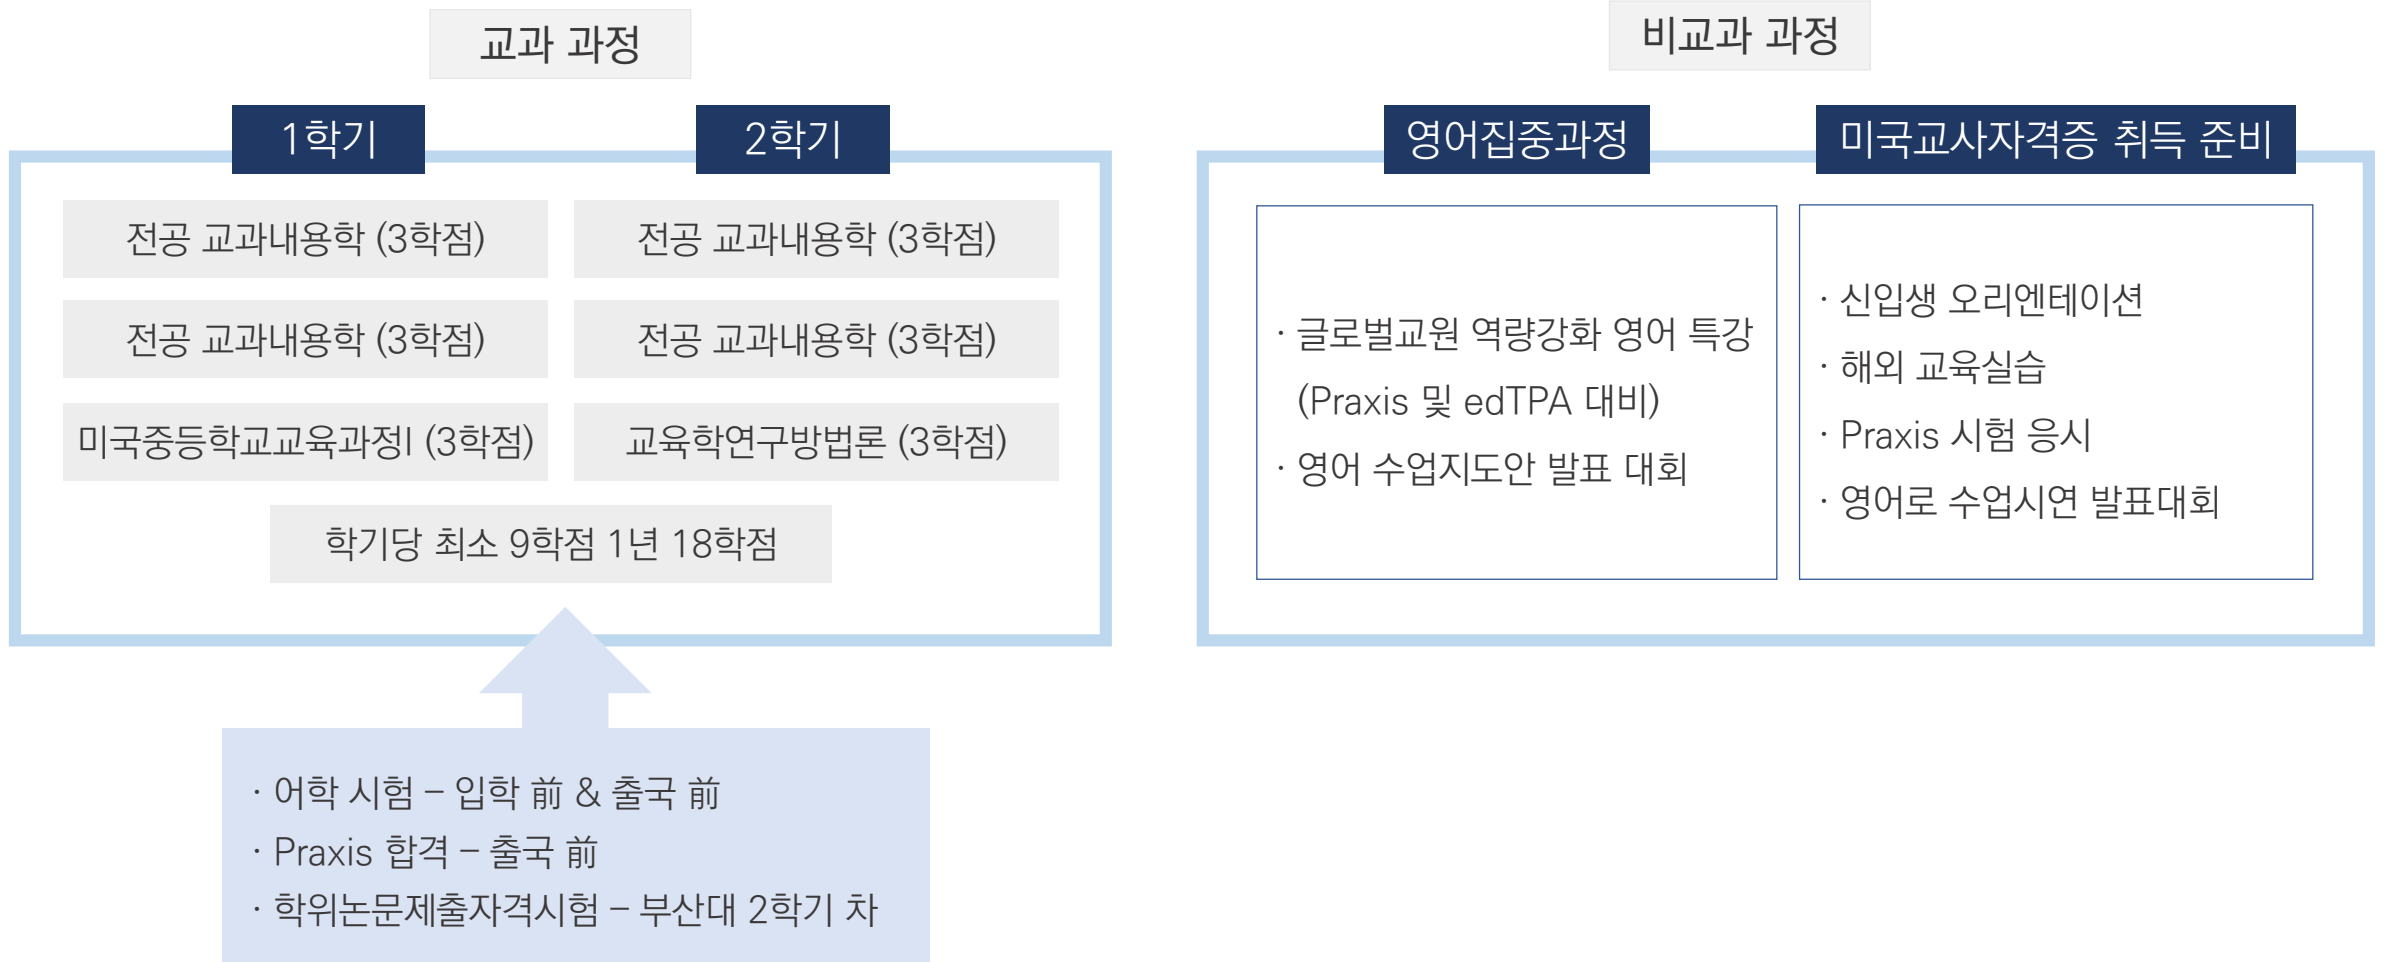 교과 과정
1학기
2학기
전공 교과내용학 (3학점)
전공 교과내용학 (3학점)
전공 교과내용학 (3학점)
전공 교과내용학 (3학점)
미국중등학교교육과정I (3학점)
교육학연구방법론 (3학점)
학기당 최소 9학점 1년 18학점
· 어학 시험 – 입학 前 & 출국 前
· Praxis 합격 – 출국 前
· 학위논문제출자격시험 – 부산대 2학기 차
비교과 과정
영어집중과정
미국교사자격증 취득 준비
· 글로벌교원 역량강화 영어 특강
(Praxis 및 edTPA 대비)
· 영어 수업지도안 발표 대회
· 신입생 오리엔테이션
· 해외 교육실습
· Praxis 시험 응시
· 영어로 수업시연 발표대회